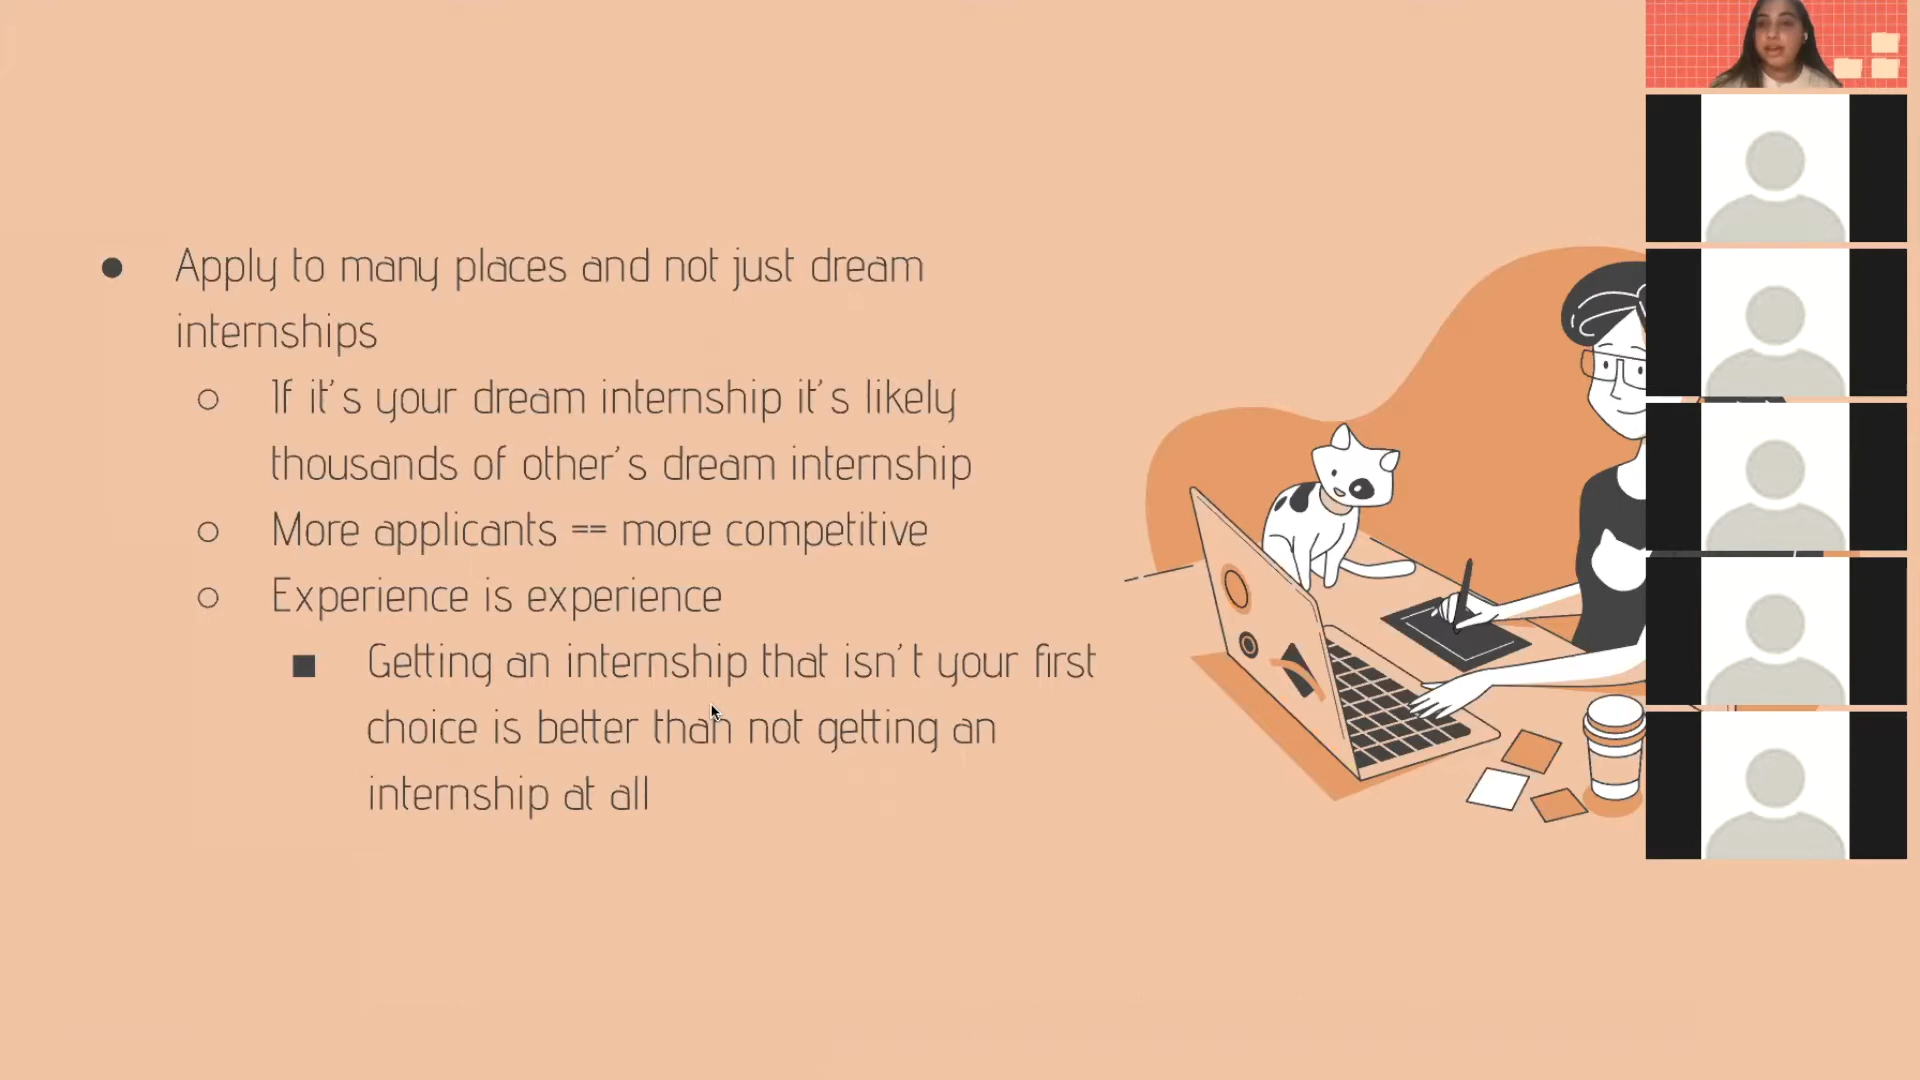 Apply to many places and not just dream
internships
If it's your dream internship it's likely
thousands of other's dream internship
More applicants == more competitive
Experience is experience
Getting an internship that isn't your first
choice is better than not getting an
internship at all